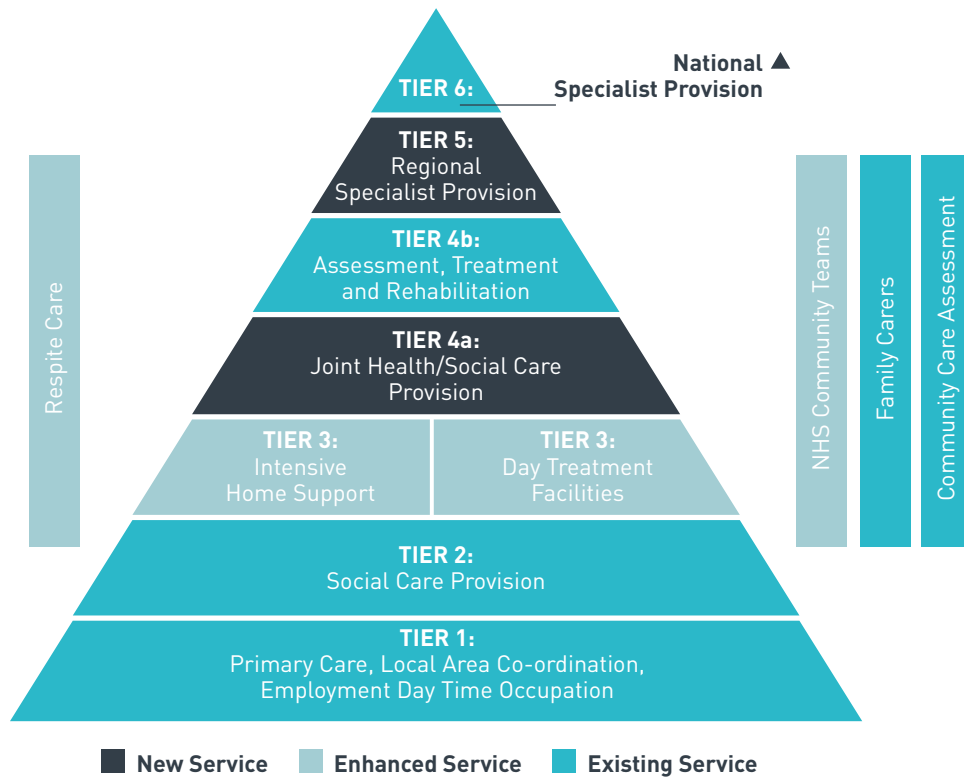 National
Specialist Provision
TIER 6:
TIER 5:
Regional
Specialist Provision
TIER 4b:
Assessment, Treatment
and Rehabilitation
TIER 4a:
Joint Health/Social Care
Provision
TIER 3:
Intensive
Home Support
TIER 3:
Day Treatment
Facilities
TIER 2:
Social Care Provision
TIER 1:
Primary Care, Local Area Co-ordination,
Employment Day Time Occupation
Respite Care
NHS Community Teams
Family Carers
Community Care Assessment
New Service
Enhanced Service
Existing Service